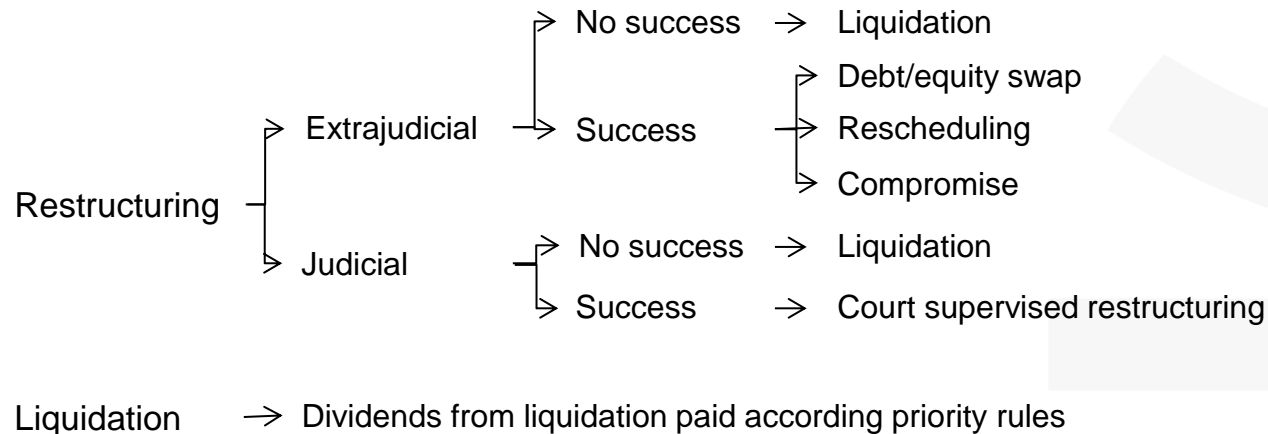 No success Liquidation
Debt/equity swap
Extrajudicial Success Rescheduling
Compromise
Restructuring
No success Liquidation
Judicial
Success Court supervised restructuring
Liquidation Dividends from liquidation paid according priority rules